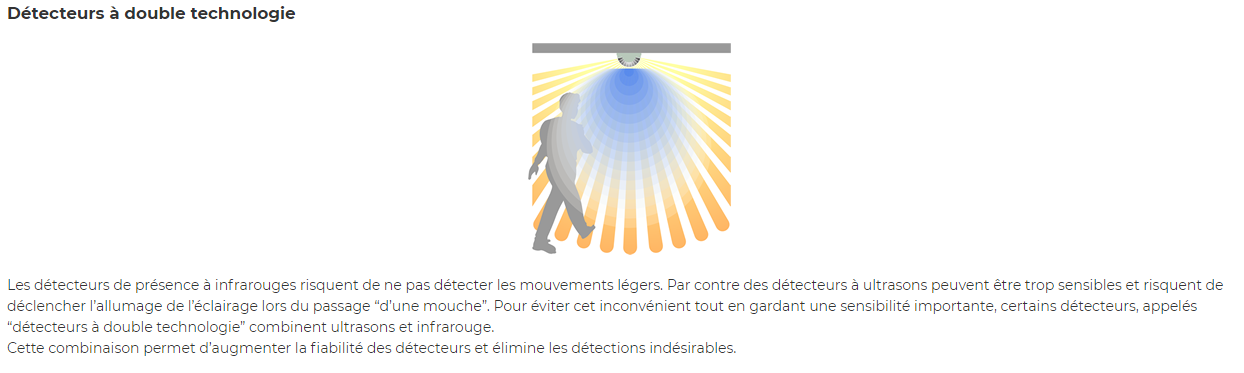 Détecteurs à double technologie
Les détecteurs de présence à infrarouges risquent de ne pas détecter les mouvements légers. Par contre des détecteurs à ultrasons peuvent être trop sensibles et risquent de
déclencher l’allumage de l’éclairage lors du passage “d’une mouche”. Pour éviter cet inconvénient tout en gardant une sensibilité importante, certains détecteurs, appelés
“détecteurs à double technologie” combinent ultrasons et infrarouge.
Cette combinaison permet d’augmenter la fiabilité des détecteurs et élimine les détections indésirables.